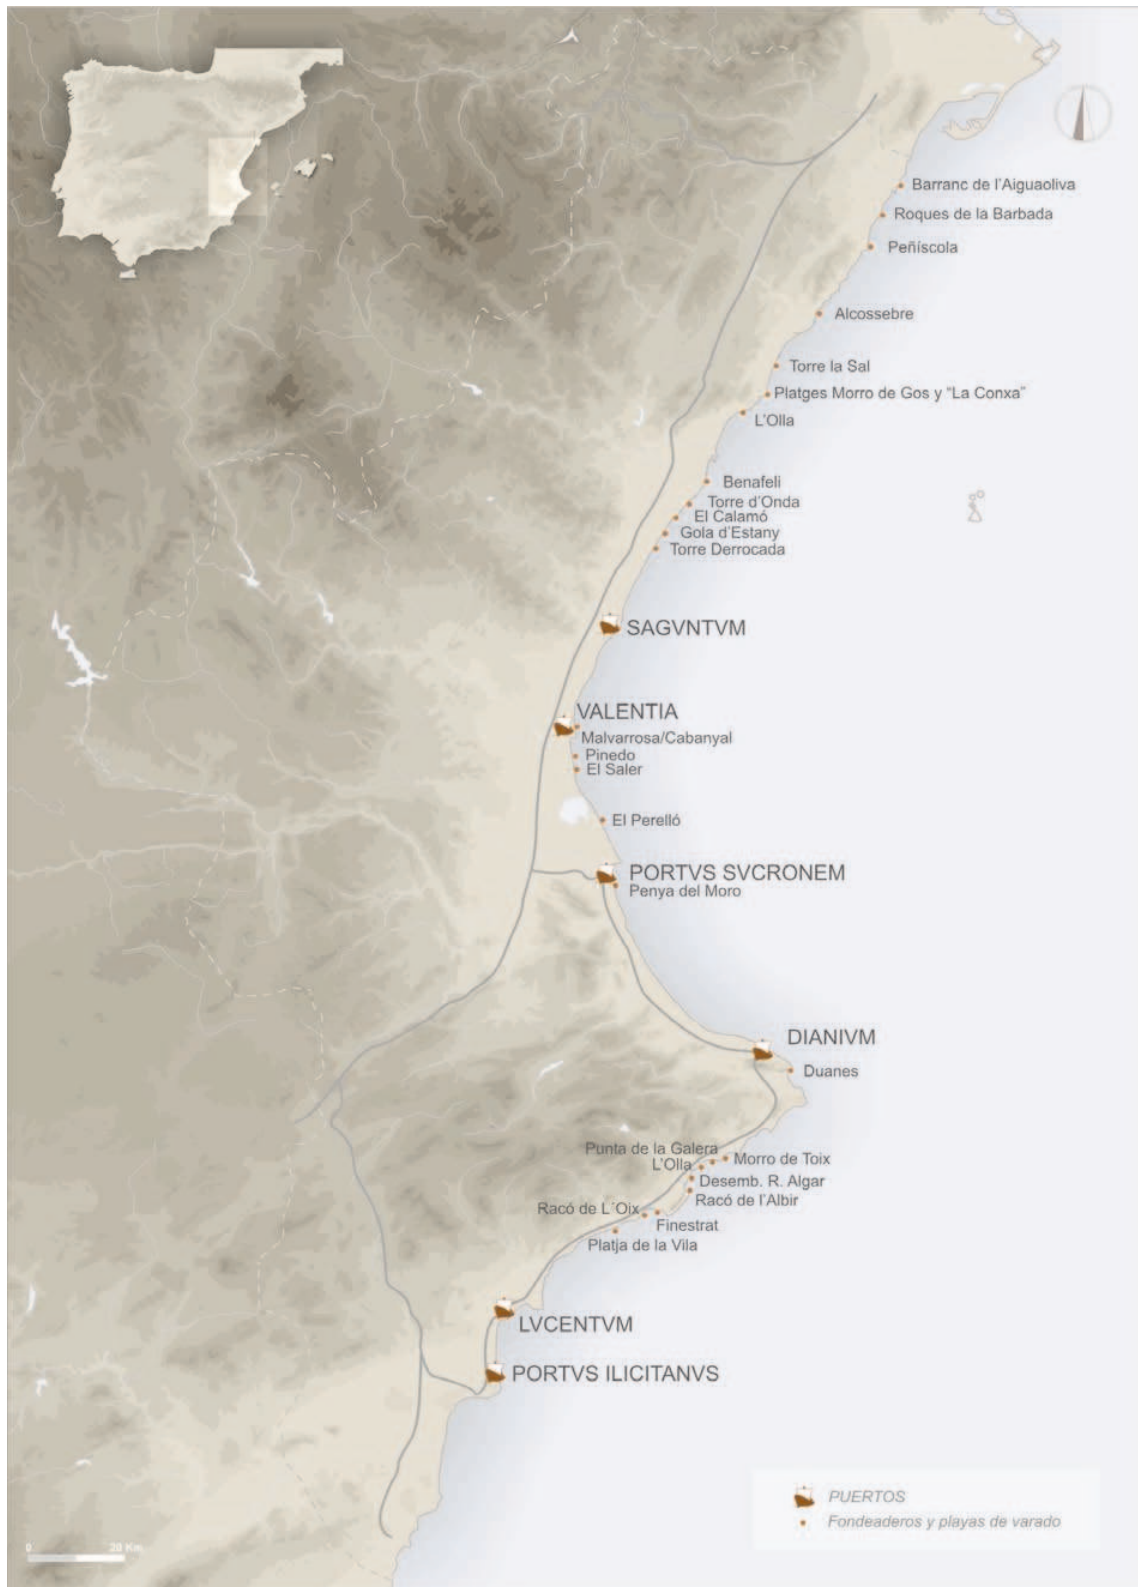 Barranc de l'Aiguaoliva
Roques de la Barbada
Peñíscola
Alcossebre
Torre la Sal
Platges Morro de Gos y "La Conxa"
L'Olla
Benafeli
Torre d'Onda
El Calamó
Gola d'Estany
Torre Derrocada
SAGVNTVM
VALENTIA
Malvarrosa/Cabanyal
Pinedo
El Saler
El Perelló
PORTVS SVCRONEM
Penya del Moro
DIANIVM
Duanes
Punta de la Galera
L'Olla
Morro de Toix
Desemb. R. Algar
Racó de l'Albir
Racó de L´Oix
Finestrat
Platja de la Vila
LVCENTVM
PORTVS ILICITANVS
PUERTOS
Fondeaderos y playas de varado
0 20 Km